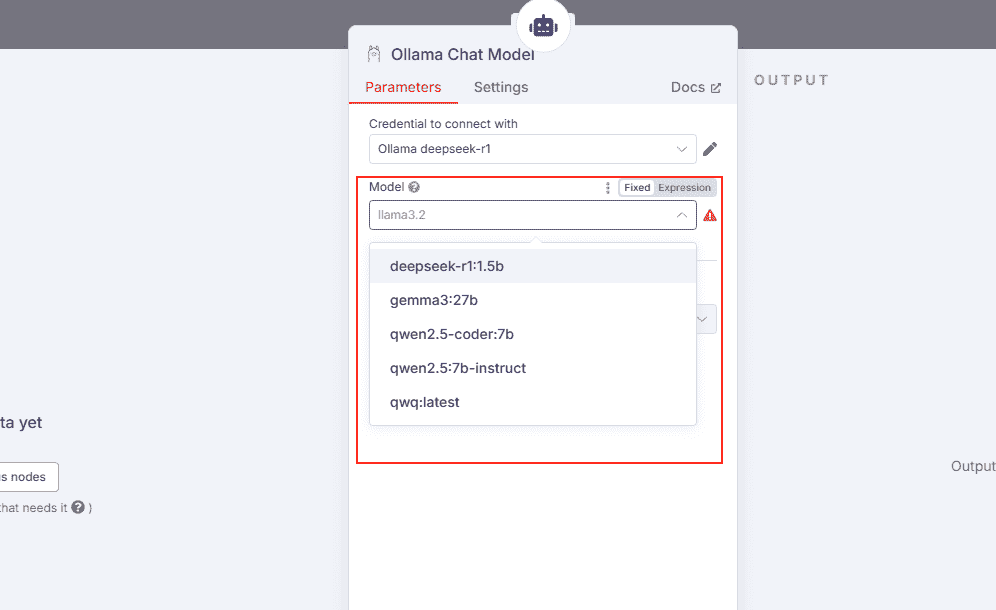 Ollama Chat Model
Parameters Settings Docs
OUTPUT
Credential to connect with
Ollama deepseek-r1
Model Fixed Expression
llama3.2
deepseek-r1:1.5b
gemma3:27b
qwen2.5-coder:7b
qwen2.5:7b-instruct
qwq:latest
ta yet
s nodes
that needs it )
Output